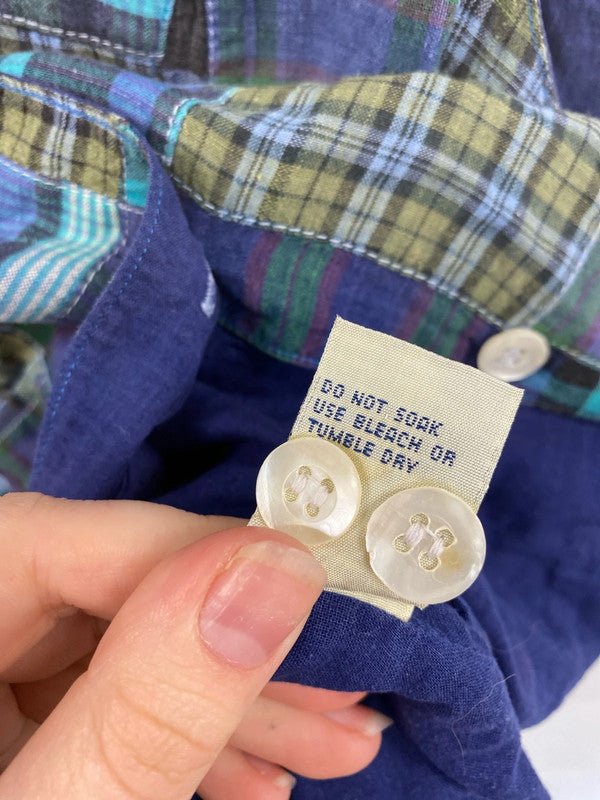 DO NOT SOAK
USE BLEACH OR
TUMBLE DRY